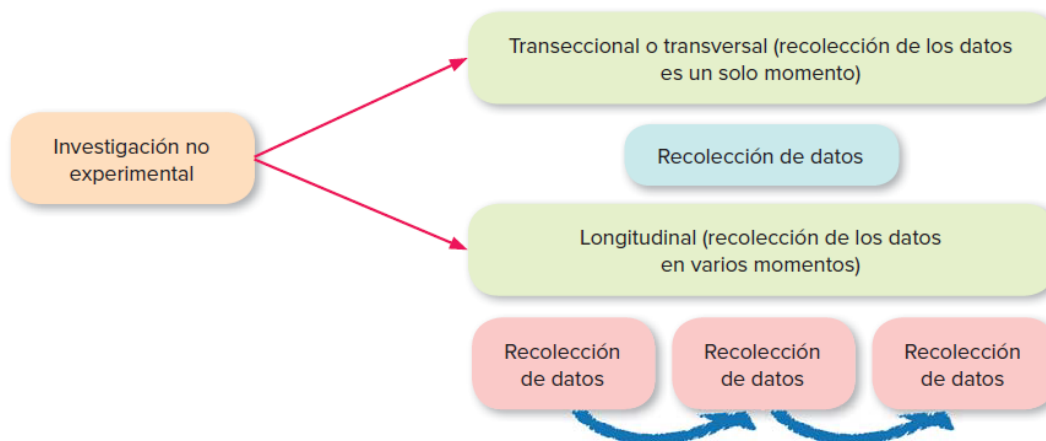 Transeccional o transversal (recolección de los datos
es un solo momento)
Investigación no
experimental
Recolección de datos
Longitudinal (recolección de los datos
en varios momentos)
Recolección
de datos
Recolección
de datos
Recolección
de datos